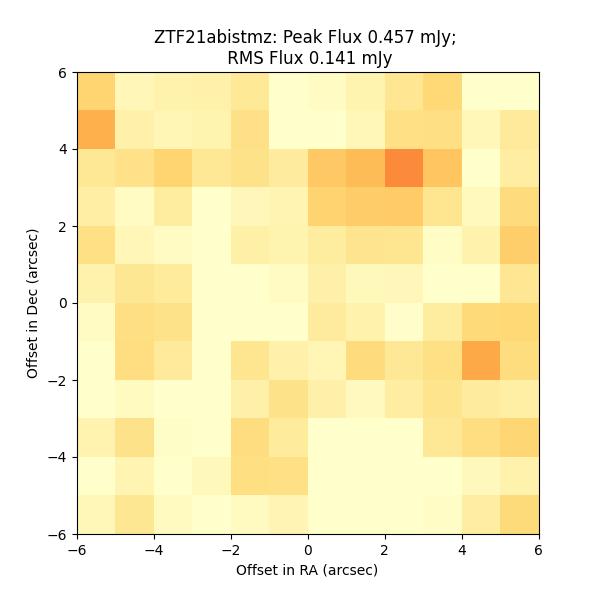 ZTF21abistmz: Peak Flux 0.457 mJy;
RMS Flux 0.141 mJy
6
4
2
0
−2
−4
−6
Offset in Dec (arcsec)
−6 −4 −2 0 2 4 6
Offset in RA (arcsec)